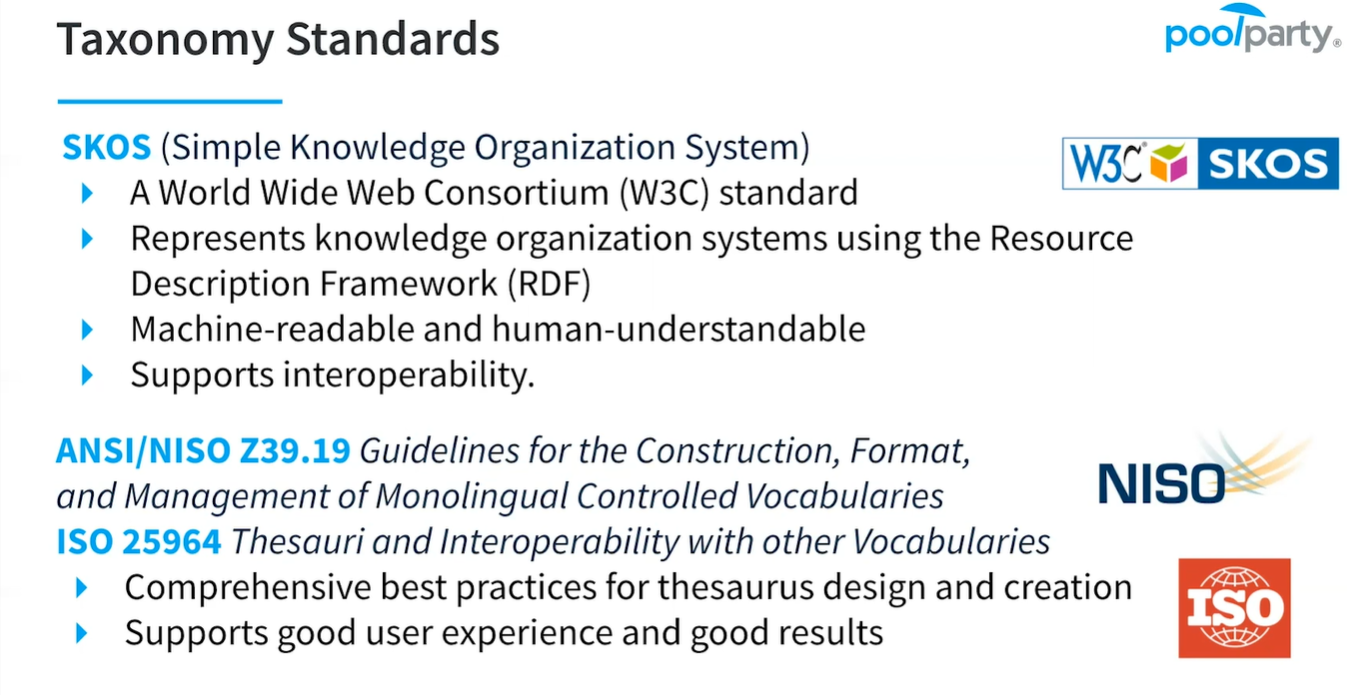 Taxonomy Standards
poolparty®
SKOS (Simple Knowledge Organization System)
W3C® SKOS
A World Wide Web Consortium (W3C) standard
Represents knowledge organization systems using the Resource
Description Framework (RDF)
Machine-readable and human-understandable
Supports interoperability.
ANSI/NISO Z39.19 Guidelines for the Construction, Format,
and Management of Monolingual Controlled Vocabularies
NISO
ISO 25964 Thesauri and Interoperability with other Vocabularies
Comprehensive best practices for thesaurus design and creation
Supports good user experience and good results
ISO